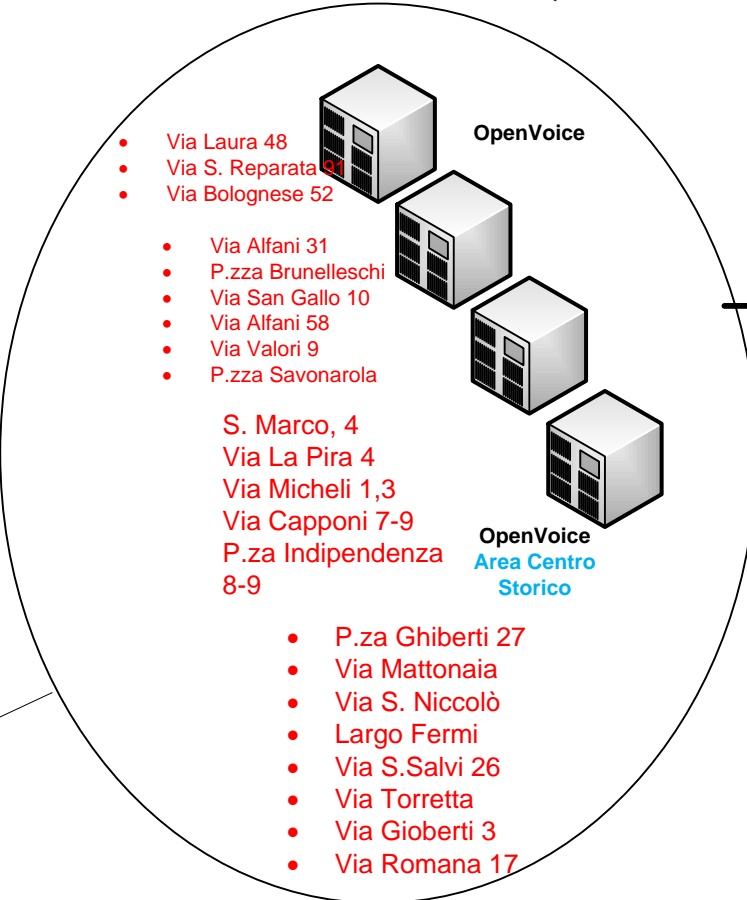 OpenVoice
Via Laura 48
Via S. Reparata 91
Via Bolognese 52
Via Alfani 31
P.zza Brunelleschi
Via San Gallo 10
Via Alfani 58
Via Valori 9
P.zza Savonarola
S. Marco, 4
Via La Pira 4
Via Micheli 1,3
Via Capponi 7-9
P.za Indipendenza
8-9
OpenVoice
Area Centro
Storico
P.za Ghiberti 27
Via Mattonaia
Via S. Niccolò
Largo Fermi
Via S.Salvi 26
Via Torretta
Via Gioberti 3
Via Romana 17